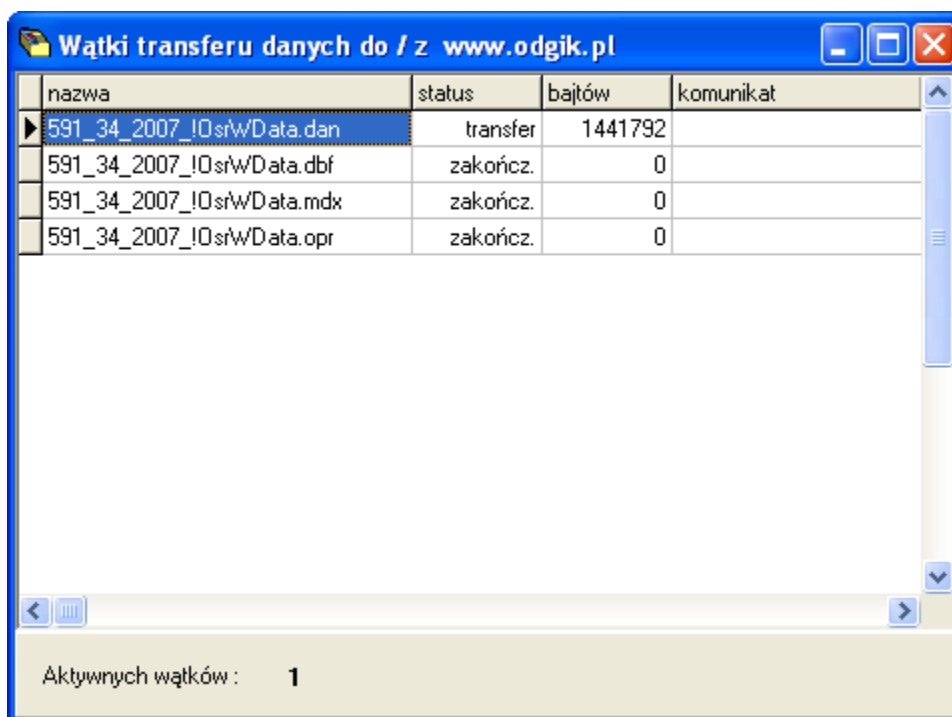 Wątki transferu danych do / z www.odgik.pl
nazwa status bajtów komunikat
591_34_2007_!OsrWData.dan transfer 1441792
591_34_2007_!OsrWData.dbf zakończ. 0
591_34_2007_!OsrWData.mdx zakończ. 0
591_34_2007_!OsrWData.opr zakończ. 0
Aktywnych wątków : 1